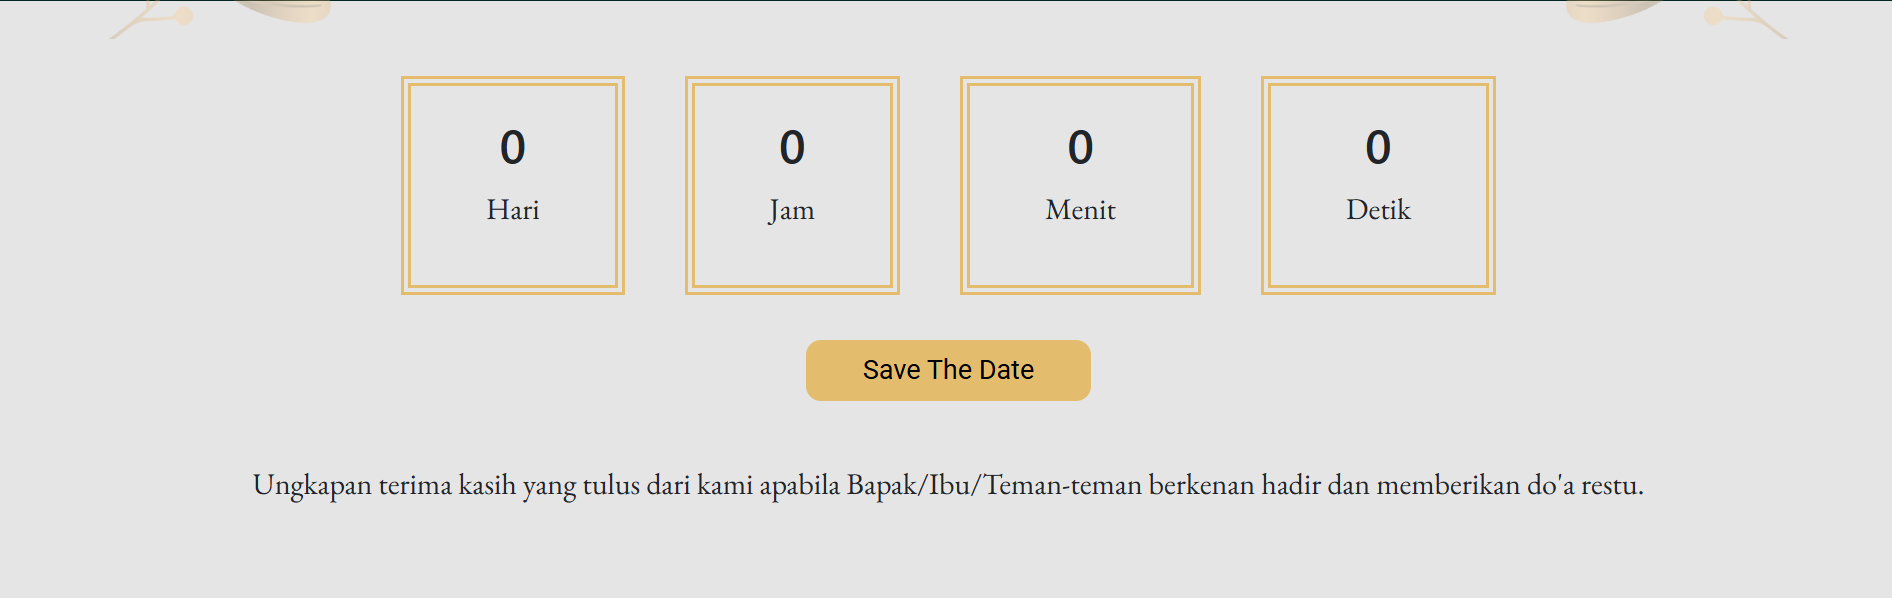 0 0 0 0
Hari Jam Menit Detik
Save The Date
Ungkapan terima kasih yang tulus dari kami apabila Bapak/Ibu/Teman-teman berkenan hadir dan memberikan do'a restu.